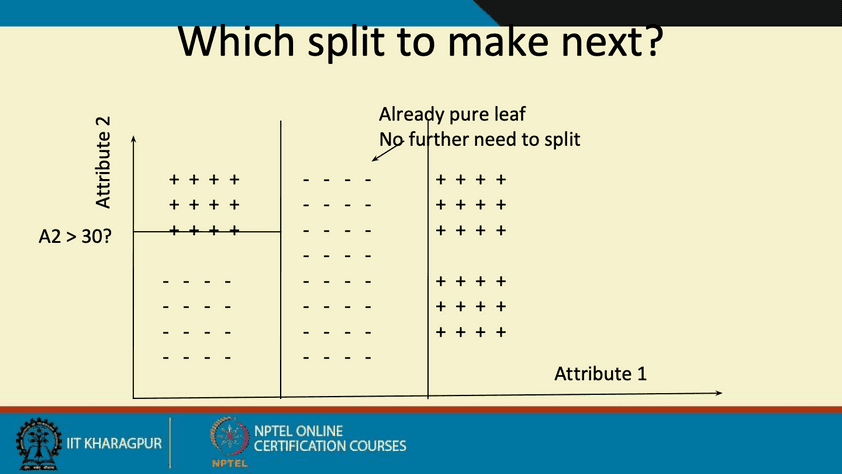 Which split to make next?
Already pure leaf
No further need to split
Attribute 2
+ + + + - - - - + + + +
+ + + + - - - - + + + +
+ + + + - - - - + + + +
A2 > 30?
- - - -
- - - - - - - - + + + +
- - - - - - - - + + + +
- - - - - - - - + + + +
- - - - - - - -
Attribute 1
IIT KHARAGPUR
NPTEL
NPTEL ONLINE
CERTIFICATION COURSES